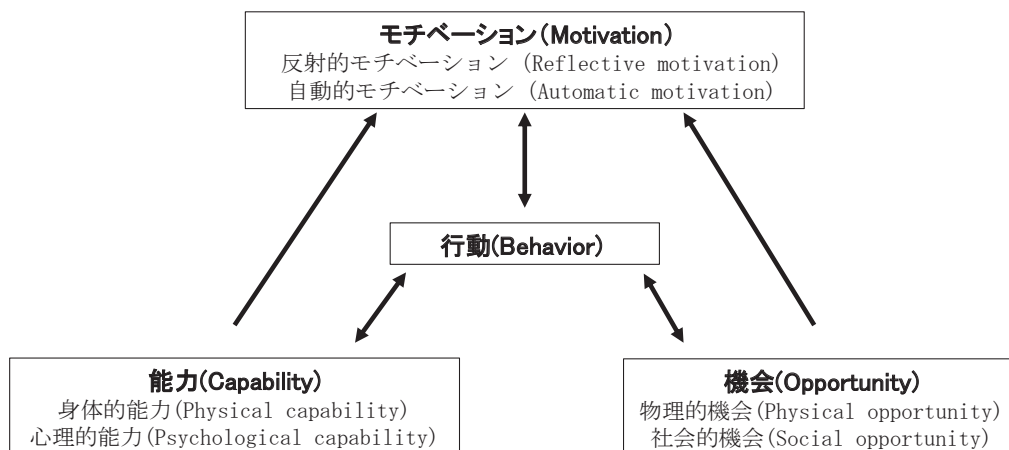 モチベーション(Motivation)
反射的モチベーション (Reflective motivation)
自動的モチベーション (Automatic motivation)
行動(Behavior)
能力(Capability)
身体的能力(Physical capability)
心理的能力(Psychological capability)
機会(Opportunity)
物理的機会(Physical opportunity)
社会的機会(Social opportunity)